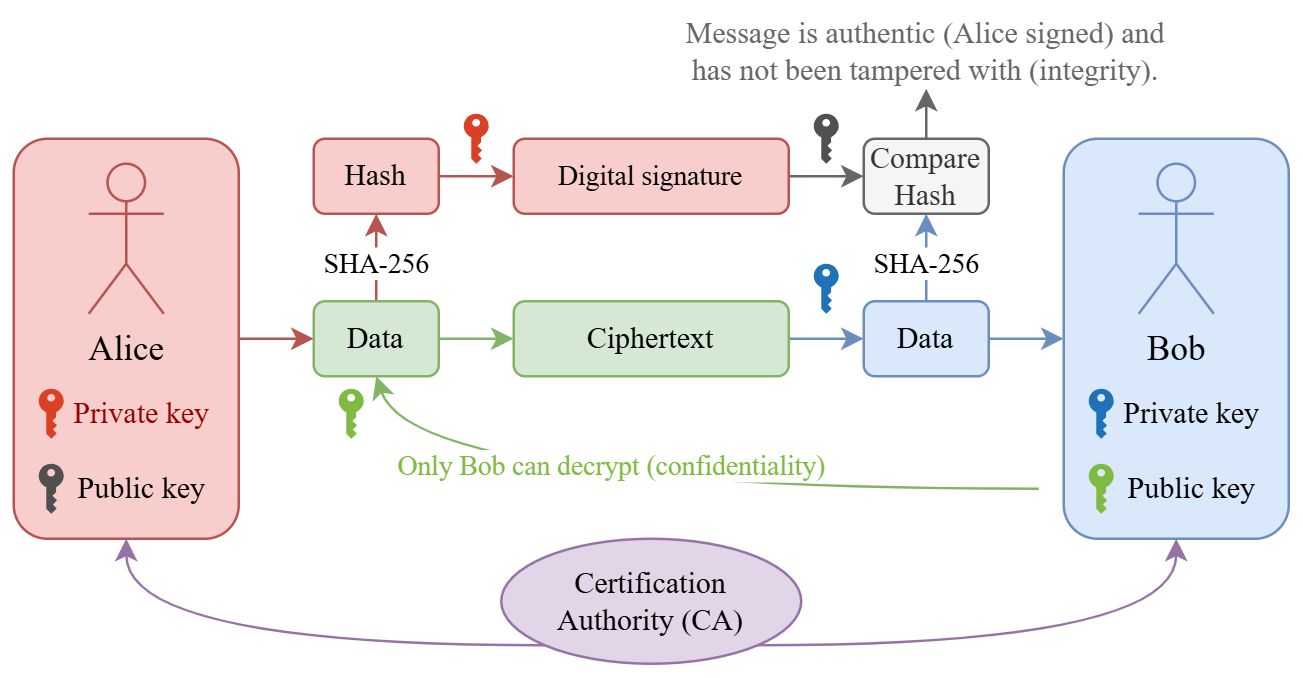 Message is authentic (Alice signed) and
has not been tampered with (integrity).
Hash
Digital signature
Compare
Hash
SHA-256
SHA-256
Data
Ciphertext
Data
Alice
Bob
Private key
Public key
Private key
Public key
Only Bob can decrypt (confidentiality)
Certification
Authority (CA)